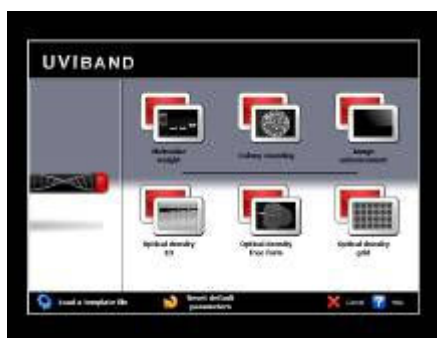 UVIBAND
Molecular
weight
Colony counting
Image
enhancement
Optical density
1D
Optical density
free form
Optical density
grid
Load a template file
Reset default
parameters
Cancel
Help